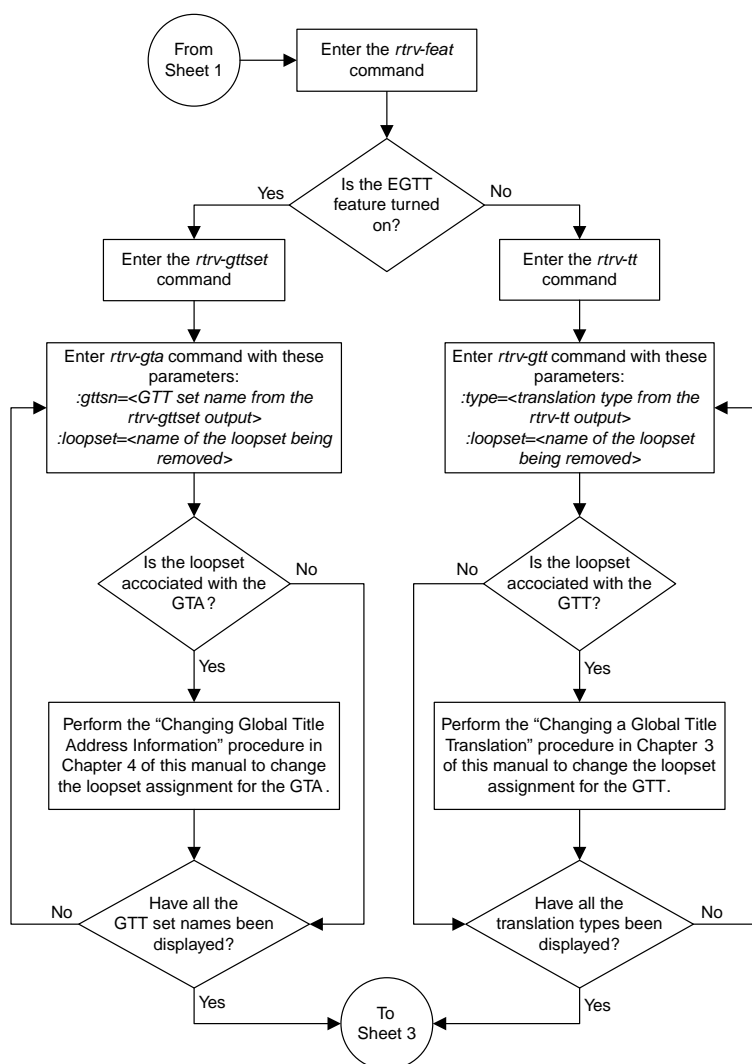 From
Sheet 1
Enter the rtrv-feat
command
Is the EGTT
feature turned
on?
Yes
No
Enter the rtrv-gttset
command
Enter the rtrv-tt
command
Enter rtrv-gta command with these
parameters:
:gttsn=<GTT set name from the
rtrv-gttset output>
:loopset=<name of the loopset being
removed>
Enter rtrv-gtt command with these
parameters:
:type=<translation type from the
rtrv-tt output>
:loopset=<name of the loopset
being removed>
Is the loopset
accociated with the
GTA?
No
Yes
Is the loopset
accociated with the
GTT?
No
Yes
Perform the “Changing Global Title
Address Information” procedure in
Chapter 4 of this manual to change
the loopset assignment for the GTA.
Perform the “Changing a Global Title
Translation” procedure in Chapter 3
of this manual to change the loopset
assignment for the GTT.
Have all the
GTT set names been
displayed?
No
Yes
Have all the
translation types been
displayed?
No
Yes
To
Sheet 3